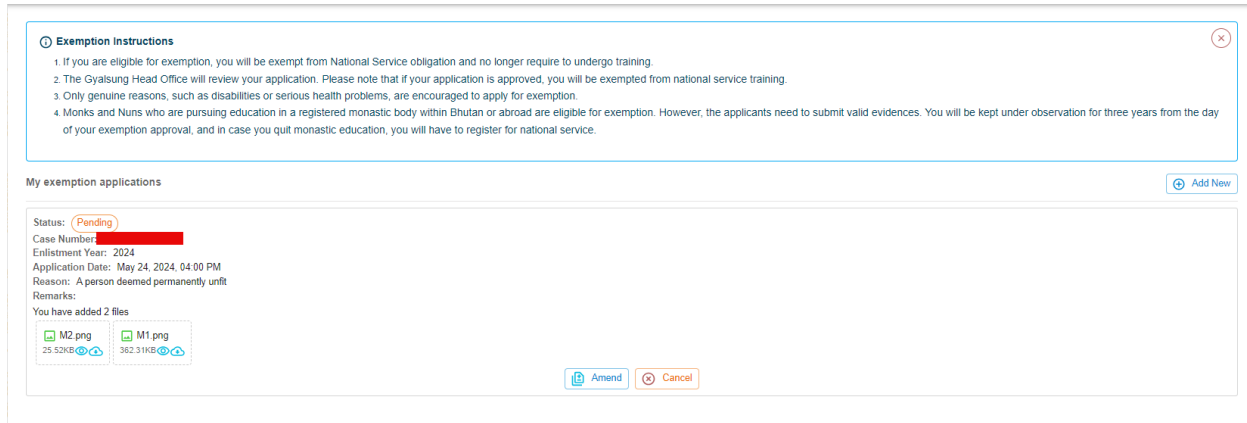 Exemption Instructions
1. If you are eligible for exemption, you will be exempt from National Service obligation and no longer require to undergo training.
2. The Gyalsung Head Office will review your application. Please note that if your application is approved, you will be exempted from national service training.
3. Only genuine reasons, such as disabilities or serious health problems, are encouraged to apply for exemption.
4. Monks and Nuns who are pursuing education in a registered monastic body within Bhutan or abroad are eligible for exemption. However, the applicants need to submit valid evidences. You will be kept under observation for three years from the day
of your exemption approval, and in case you quit monastic education, you will have to register for national service.
My exemption applications
Add New
Status: Pending
Case Number:
Enlistment Year: 2024
Application Date: May 24, 2024, 04:00 PM
Reason: A person deemed permanently unfit
Remarks:
You have added 2 files
M2.png M1.png
25.52KB 362.31KB
Amend Cancel